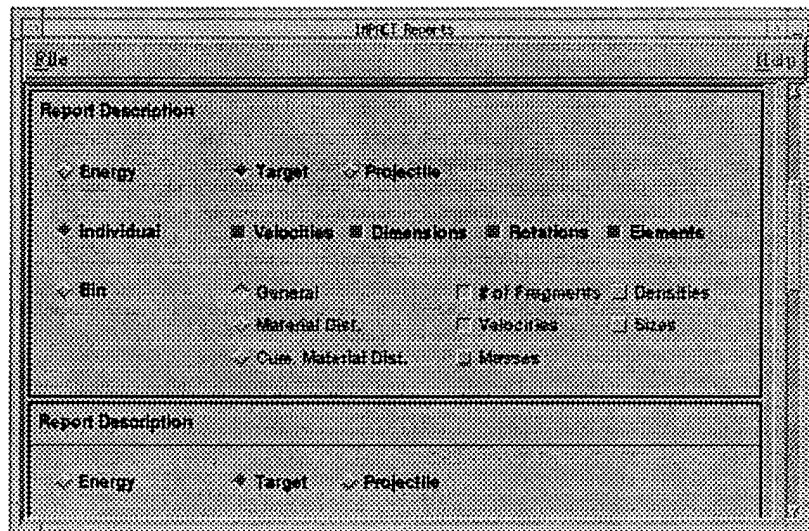 IMPACT Reports
File Help
Report Description
Energy Target Projectile
Individual Velocities Dimensions Rotations Elements
Bin General # of Fragments Densities
Material Dist. Velocities Sizes
Cum. Material Dist. Masses
Report Description
Energy Target Projectile